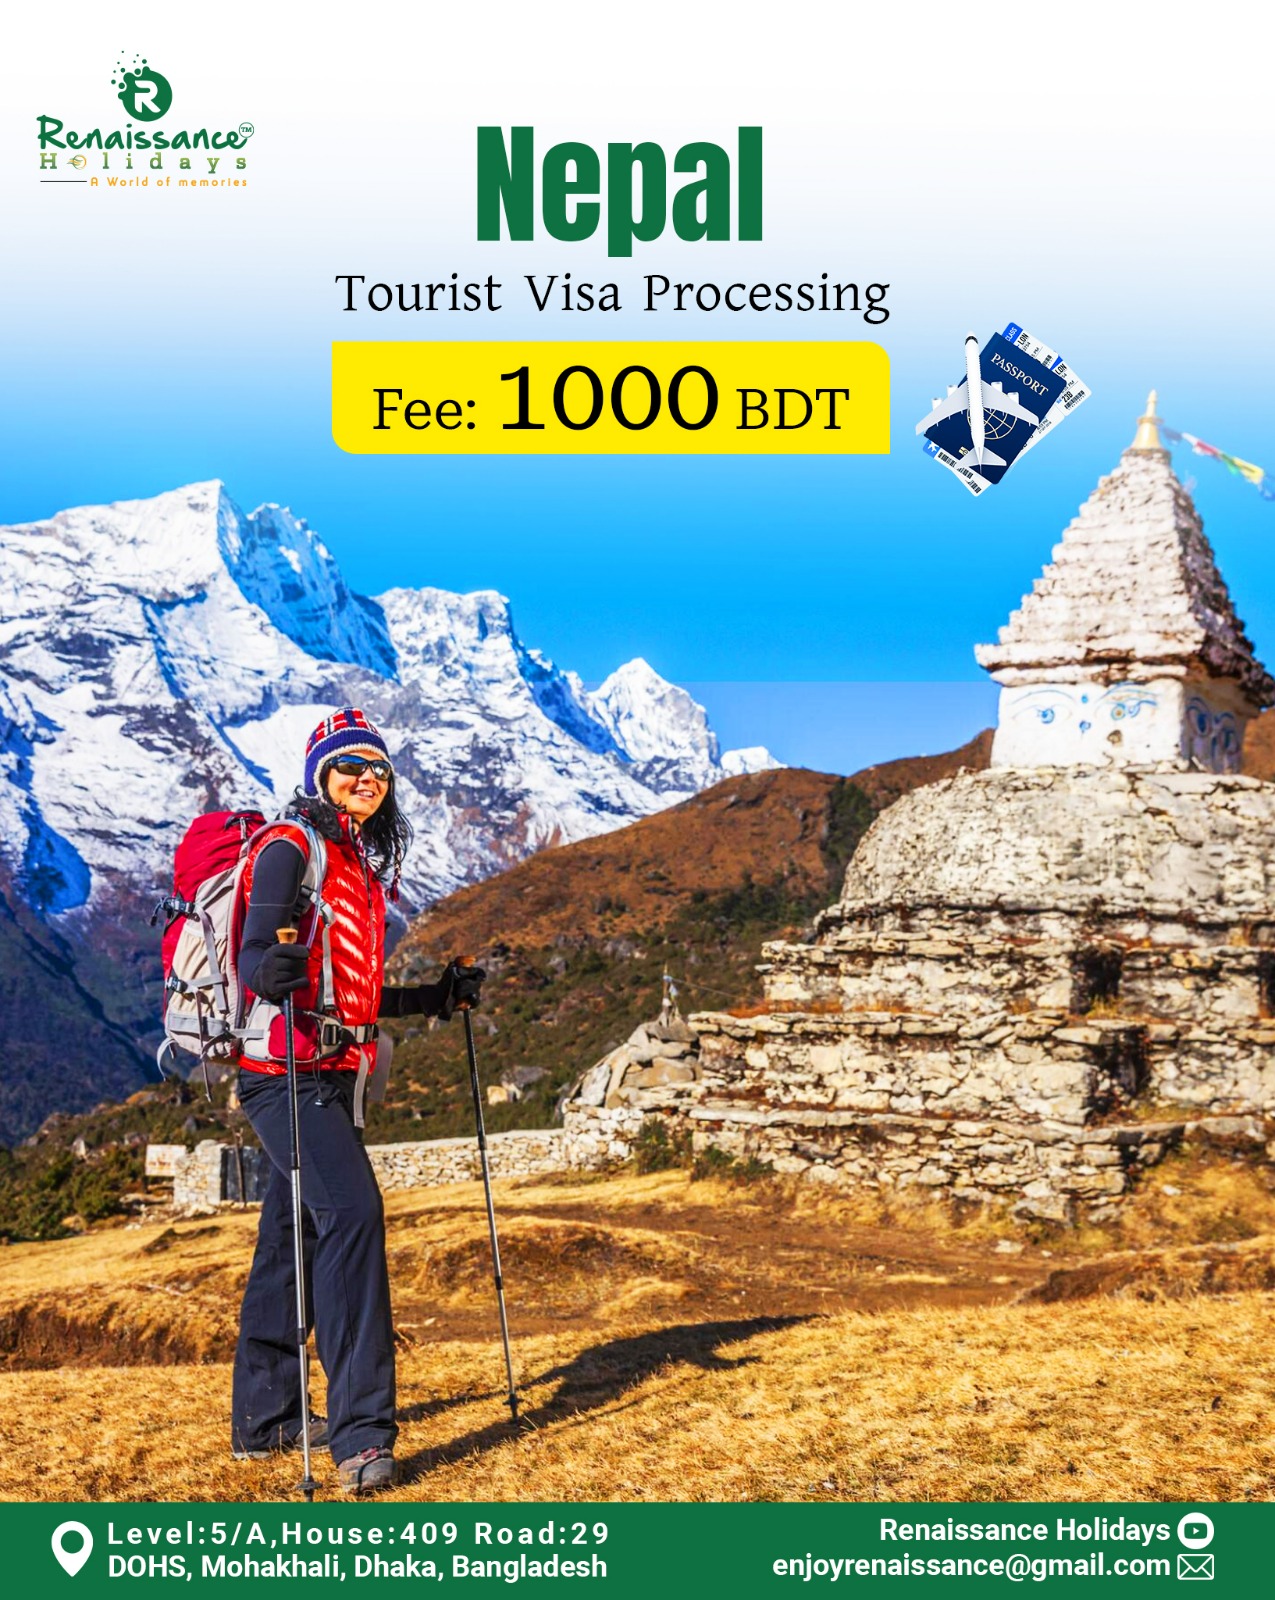 Renaissance™
Holidays
A World of memories
Nepal
Tourist Visa Processing
Fee: 1000 BDT
PASSPORT
Level:5/A,House:409 Road:29
DOHS, Mohakhali, Dhaka, Bangladesh
Renaissance Holidays
enjoyrenaissance@gmail.com